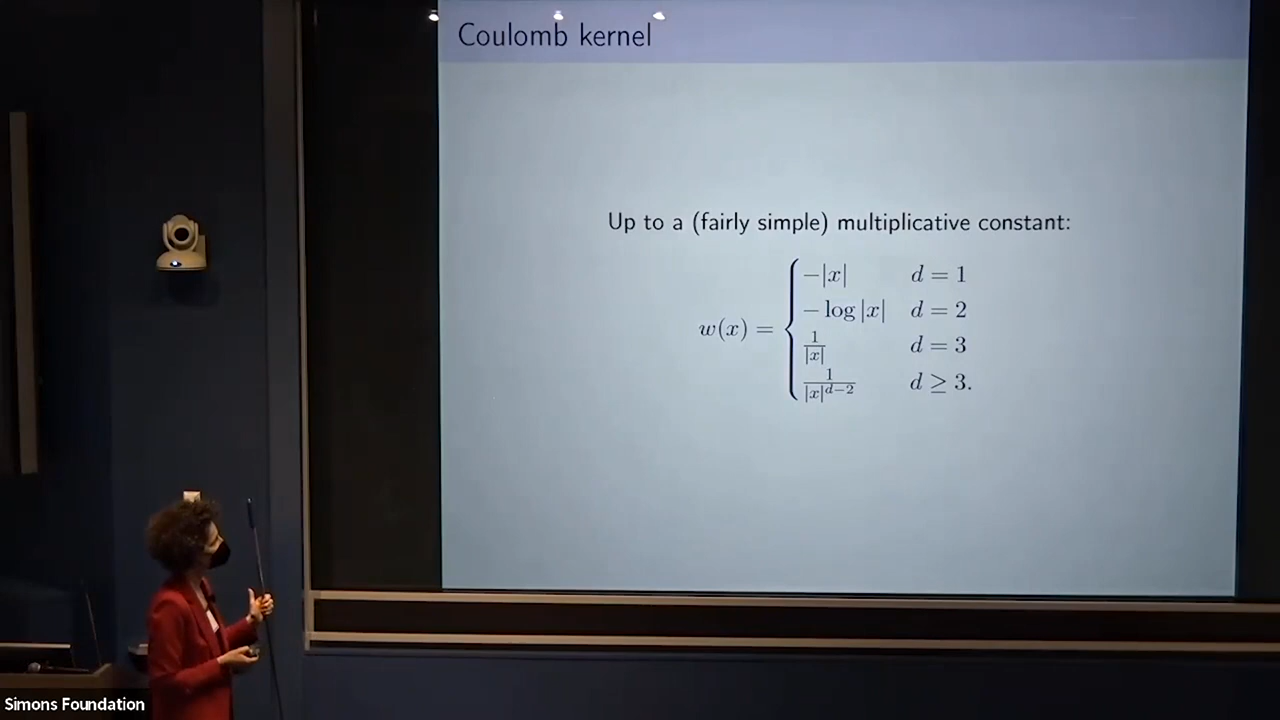 Coulomb kernel
Up to a (fairly simple) multiplicative constant:
w(x) = { −|x|  d = 1
− log |x|  d = 2
1/|x|  d = 3
1/|x|^{d−2}  d ≥ 3.
Simons Foundation